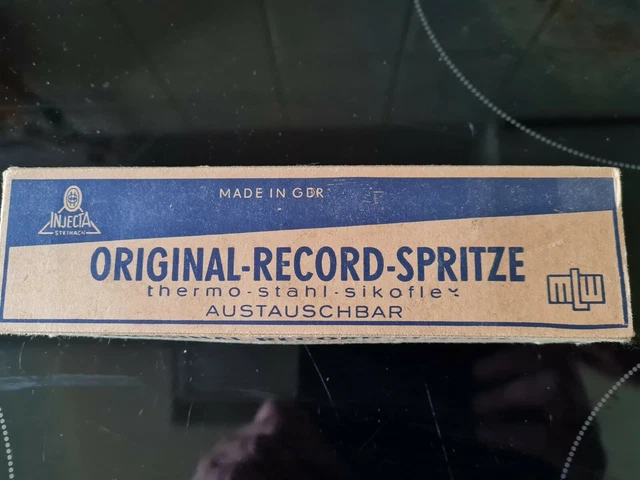 MADE IN GDR
INJECTA
STEINACH
ORIGINAL-RECORD-SPRITZE
thermo-stahl-sikoflex
AUSTAUSCHBAR
mlw